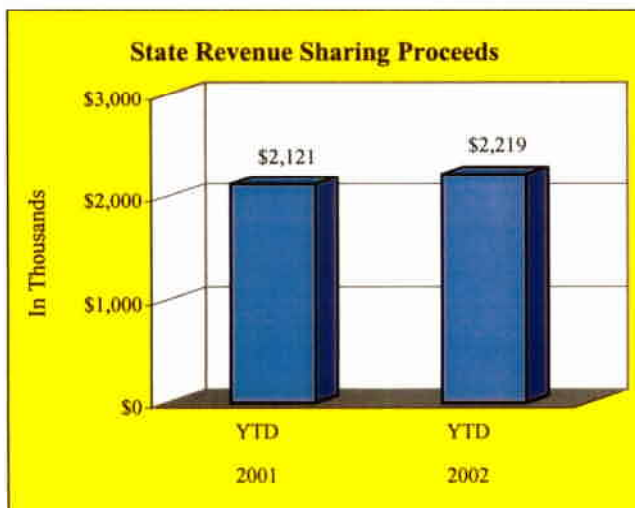 State Revenue Sharing Proceeds
$3,000
$2,121
$2,219
$2,000
In Thousands
$1,000
$0
YTD
YTD
2001
2002